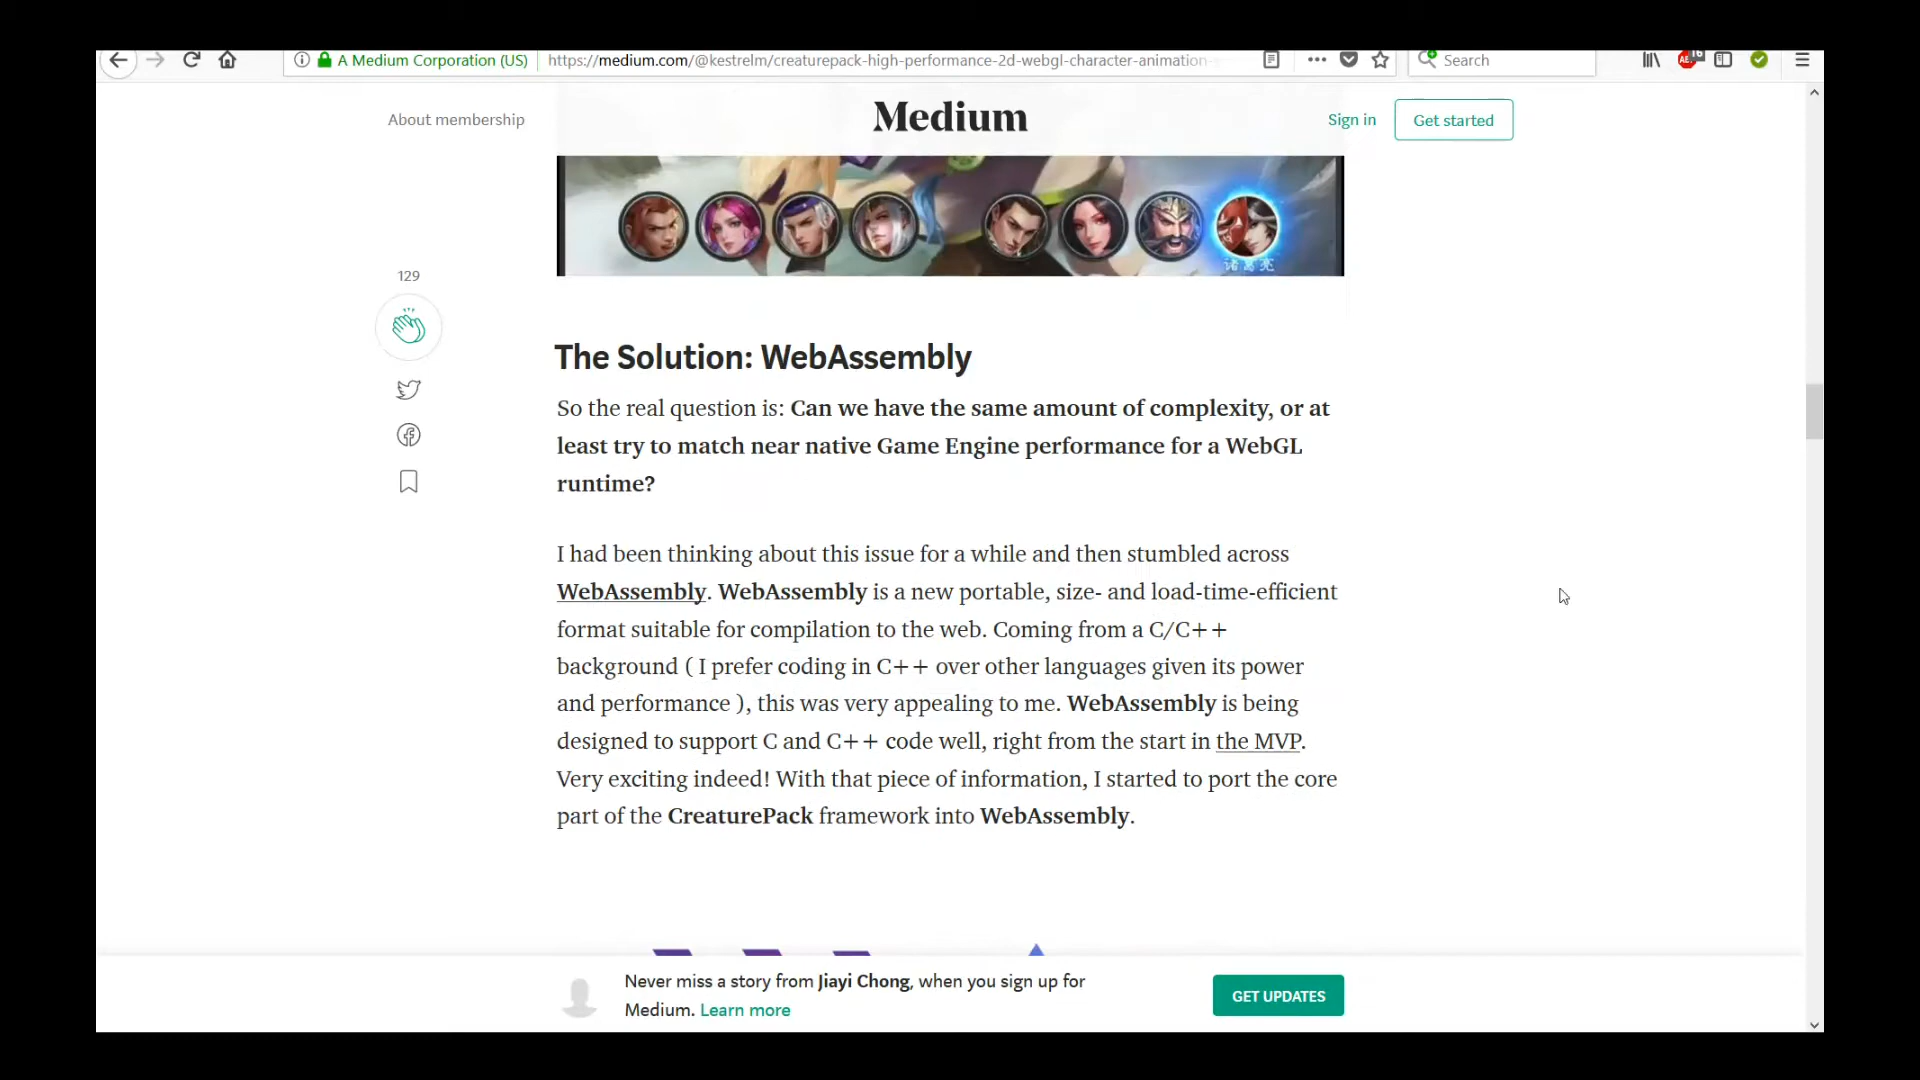 A Medium Corporation (US)
https://medium.com/@kestrelm/creaturepack-high-performance-2d-webgl-character-animation-
Search
16
About membership
Medium
Sign in
Get started
诸葛亮
129
The Solution: WebAssembly
So the real question is: Can we have the same amount of complexity, or at
least try to match near native Game Engine performance for a WebGL
runtime?
I had been thinking about this issue for a while and then stumbled across
WebAssembly. WebAssembly is a new portable, size- and load-time-efficient
format suitable for compilation to the web. Coming from a C/C++
background ( I prefer coding in C++ over other languages given its power
and performance ), this was very appealing to me. WebAssembly is being
designed to support C and C++ code well, right from the start in the MVP.
Very exciting indeed! With that piece of information, I started to port the core
part of the CreaturePack framework into WebAssembly.
Never miss a story from Jiayi Chong, when you sign up for
Medium. Learn more
GET UPDATES